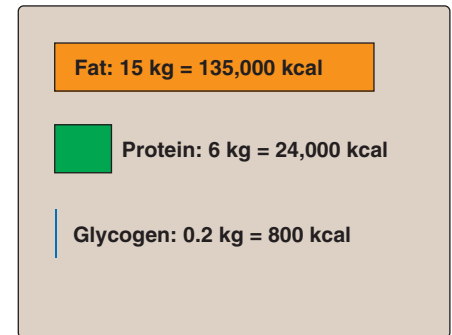 Fat: 15 kg = 135,000 kcal
Protein: 6 kg = 24,000 kcal
Glycogen: 0.2 kg = 800 kcal